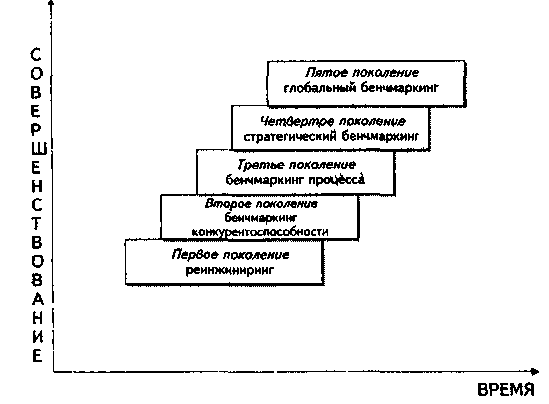 СОВЕРШЕНСТВОВАНИЕ
Пятое поколение
глобальный бенчмаркинг
Четвертое поколение
стратегический бенчмаркинг
Третье поколение
бенчмаркинг процесса
Второе поколение
бенчмаркинг
конкурентоспособности
Первое поколение
реинжиниринг
ВРЕМЯ